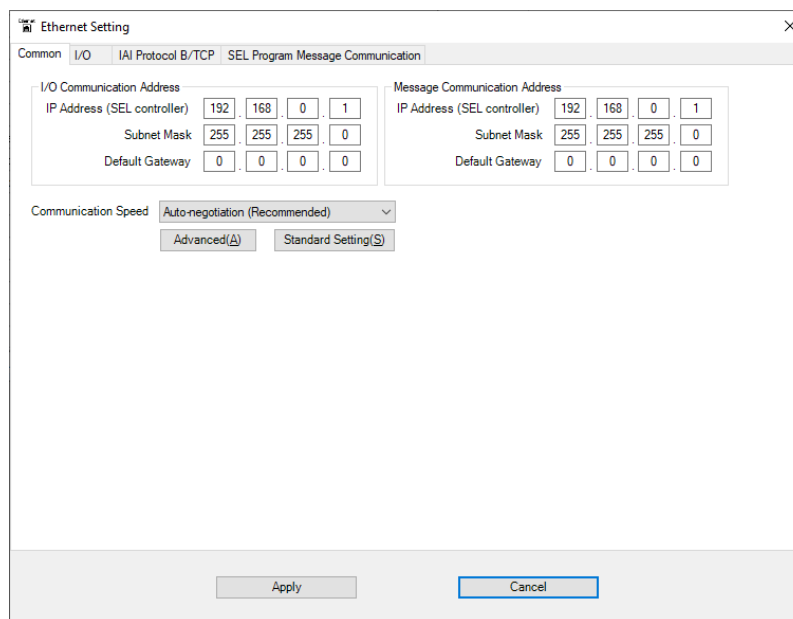 Ethernet Setting
Common I/O IAI Protocol B/TCP SEL Program Message Communication
I/O Communication Address
IP Address (SEL controller) 192 . 168 . 0 . 1
Subnet Mask 255 . 255 . 255 . 0
Default Gateway 0 . 0 . 0 . 0
Message Communication Address
IP Address (SEL controller) 192 . 168 . 0 . 1
Subnet Mask 255 . 255 . 255 . 0
Default Gateway 0 . 0 . 0 . 0
Communication Speed Auto-negotiation (Recommended)
Advanced(A) Standard Setting(S)
Apply Cancel